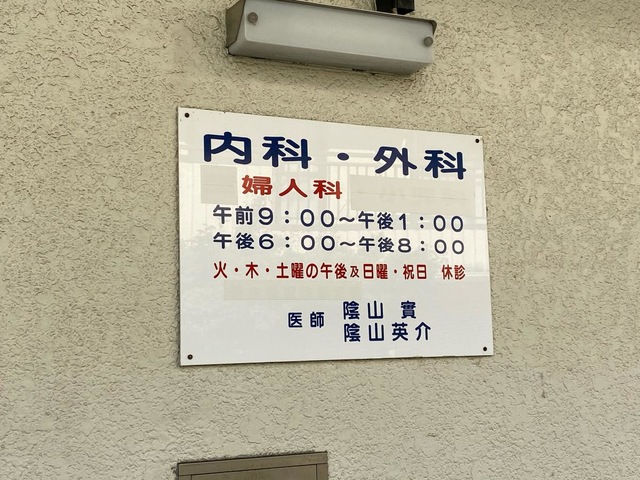 内科・外科
婦人科
午前9：00～午後1：00
午後6：00～午後8：00
火・木・土曜の午後及日曜・祝日 休診
医師 陰山 實
陰山英介